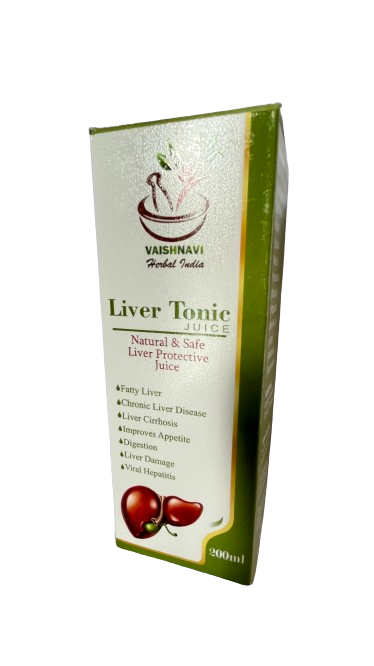 VAISHNAVI
Herbal India
Liver Tonic
JUICE
Natural & Safe
Liver Protective
Juice
Fatty Liver
Chronic Liver Disease
Liver Cirrhosis
Improves Appetite
Digestion
Liver Damage
Viral Hepatitis
200ml